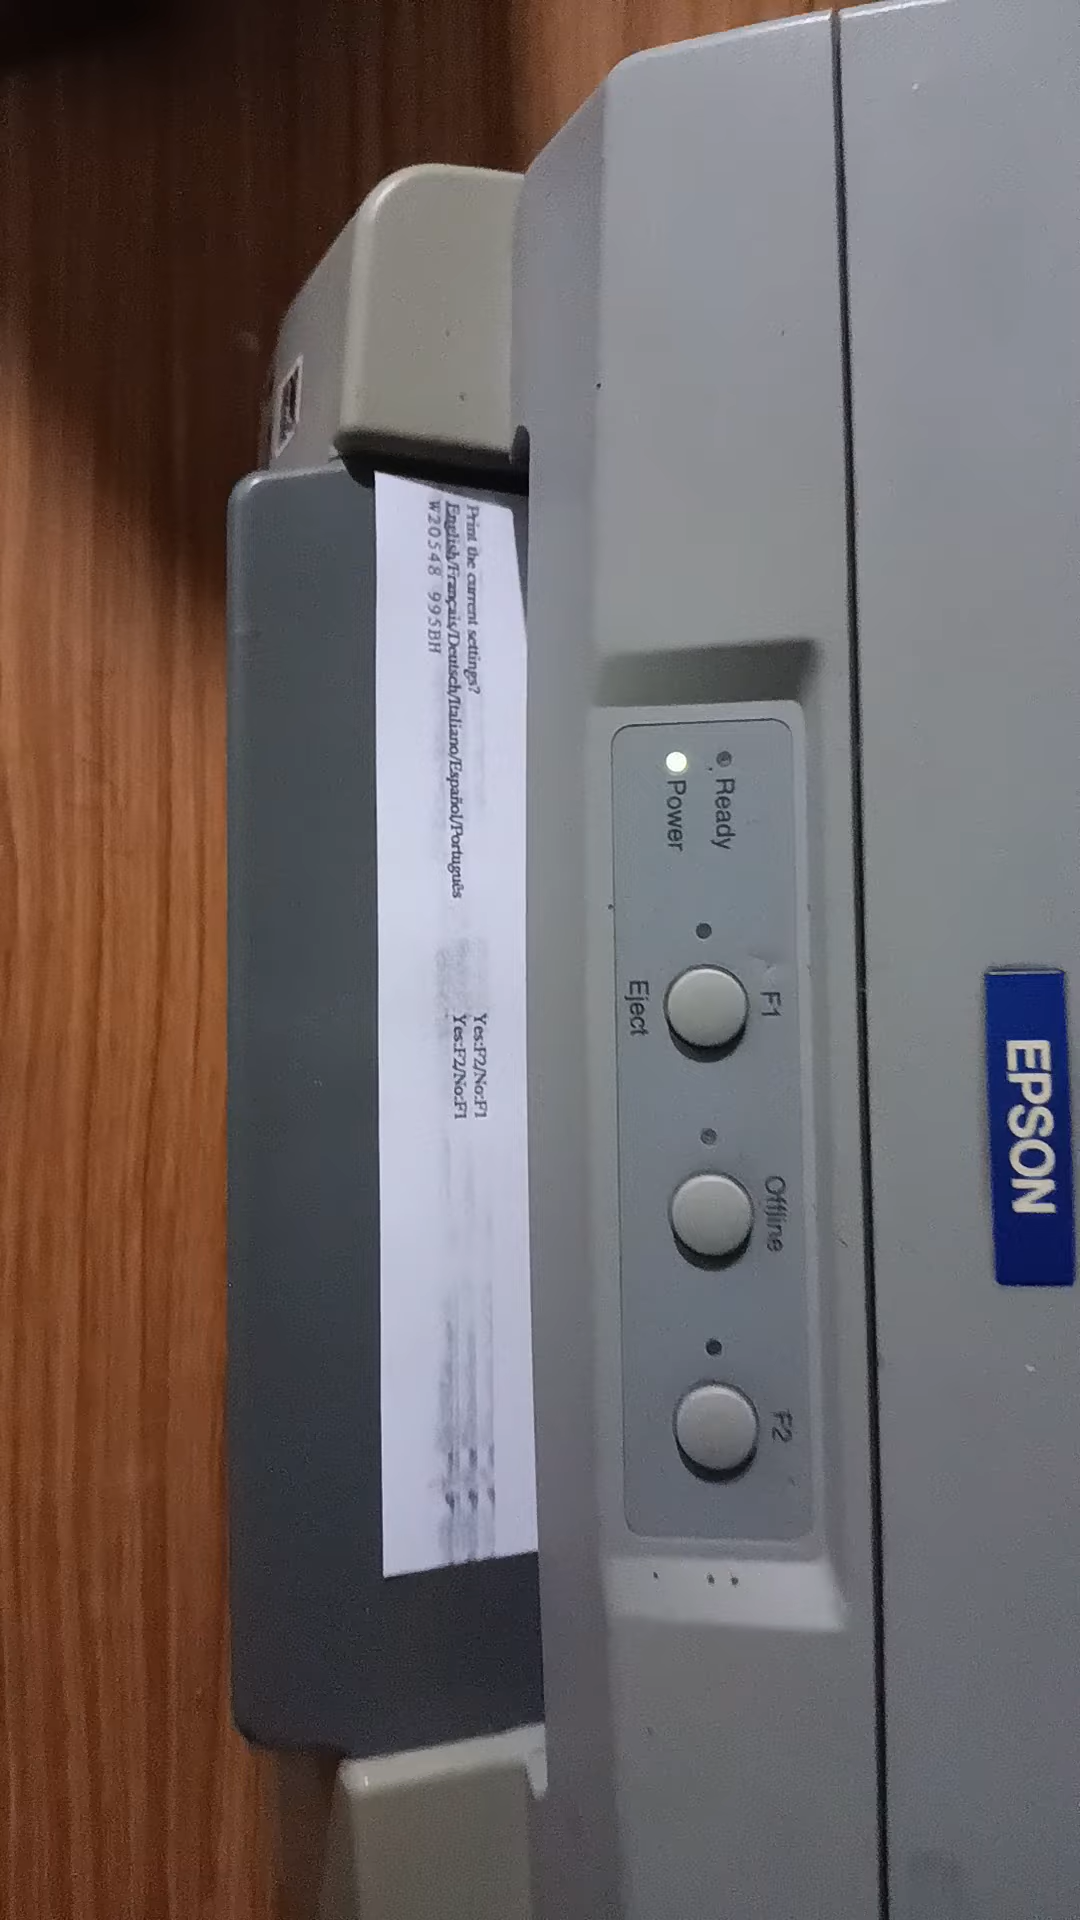 EPSON
F1
Offline
F2
Ready
Power
Eject
Print the current settings? Yes:F2/No:F1
English/Français/Deutsch/Italiano/Español/Português Yes:F2/No:F1
W20548 995BH